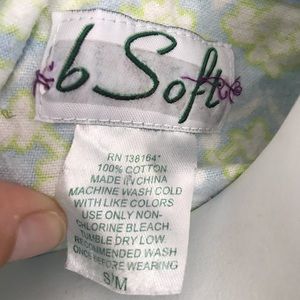 b Soft
RN 138164*
100% COTTON
MADE IN CHINA
MACHINE WASH COLD
WITH LIKE COLORS
USE ONLY NON-
CHLORINE BLEACH.
TUMBLE DRY LOW.
RECOMMENDED WASH
ONCE BEFORE WEARING
S/M